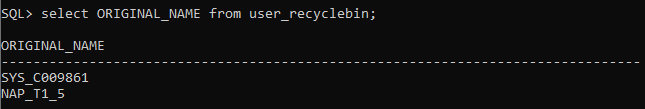 SQL> select ORIGINAL_NAME from user_recyclebin;
ORIGINAL_NAME
--------------------------------------------------------------------------------
SYS_C009861
NAP_T1_5